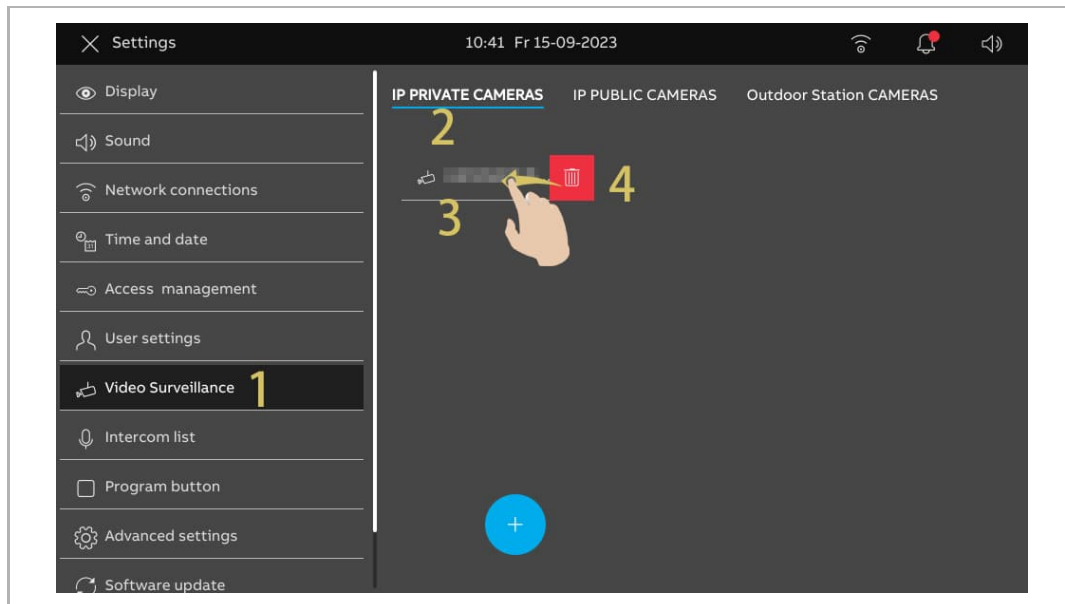 Settings
10:41 Fr 15-09-2023
Display
Sound
Network connections
Time and date
31
Access management
User settings
Video Surveillance
1
Intercom list
Program button
Advanced settings
Software update
IP PRIVATE CAMERAS IP PUBLIC CAMERAS Outdoor Station CAMERAS
2
4
3
+